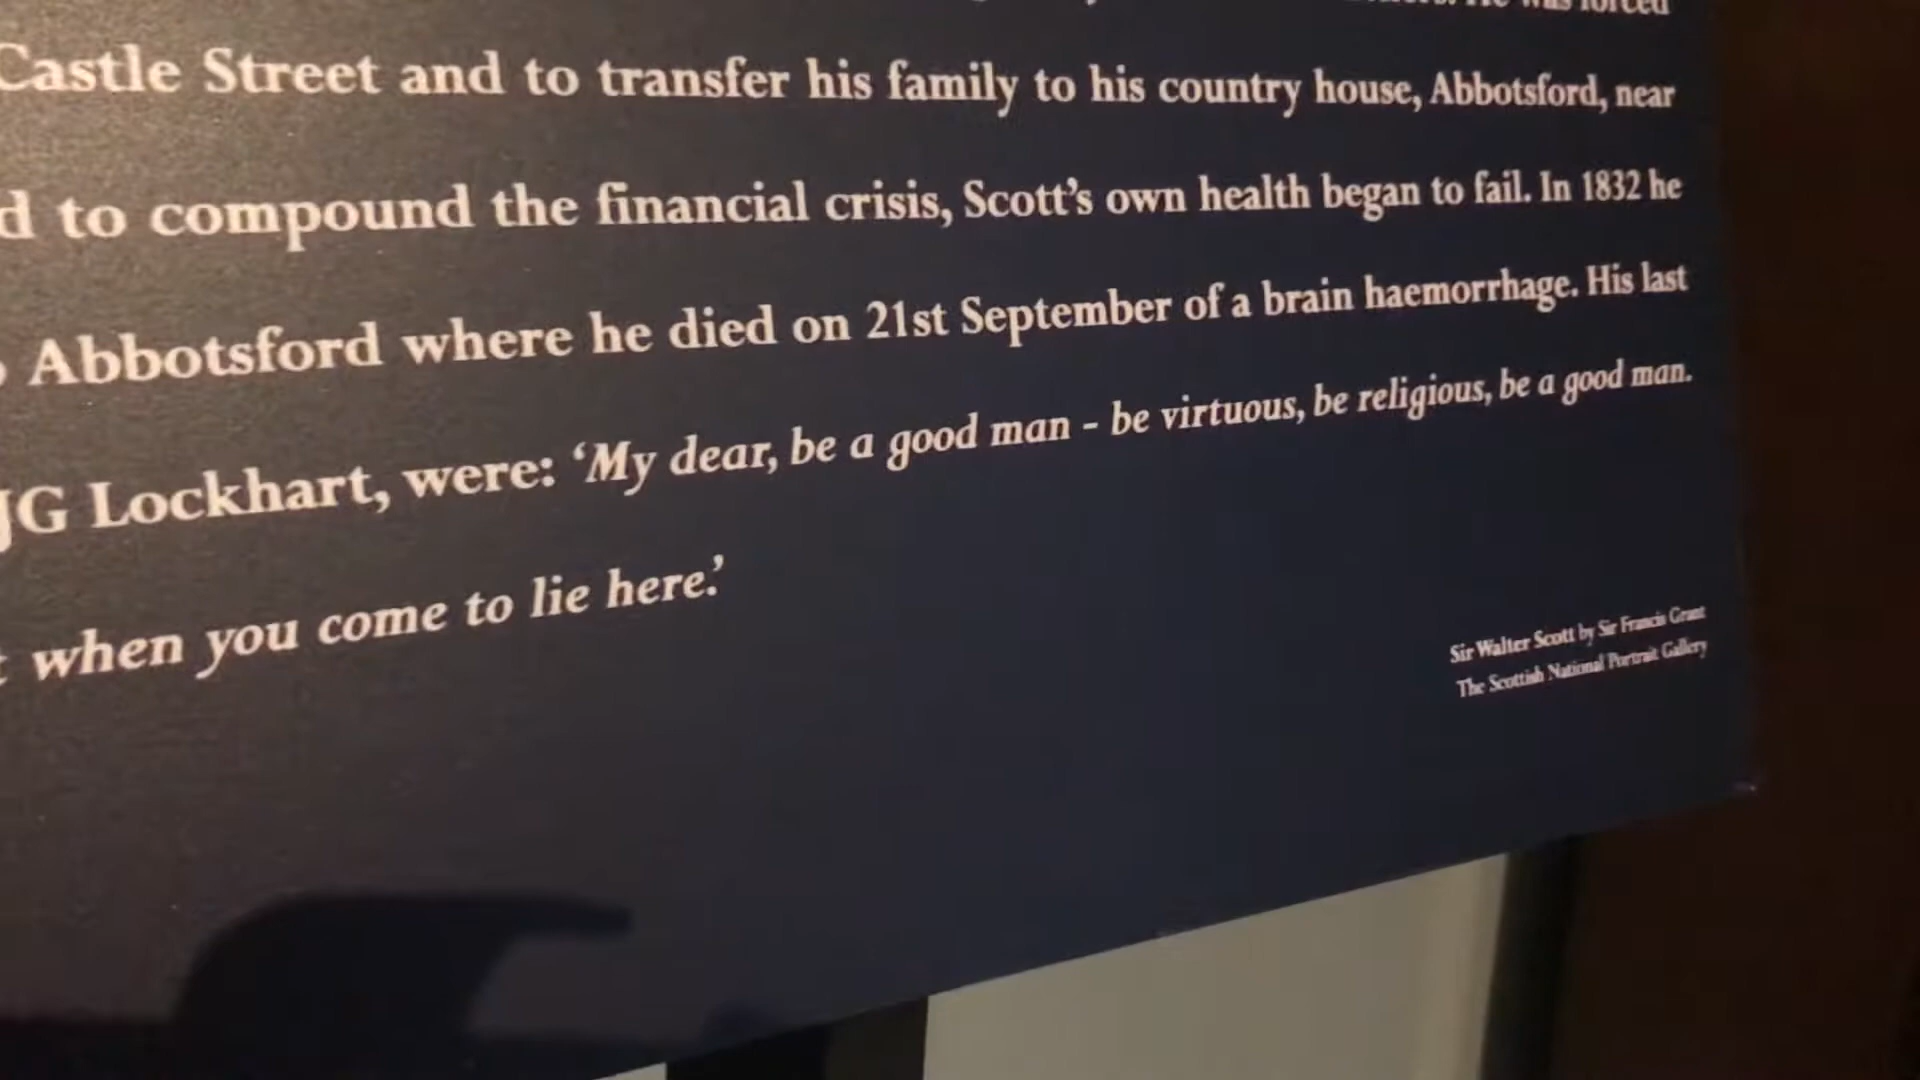 was forced
Castle Street and to transfer his family to his country house, Abbotsford, near
to compound the financial crisis, Scott's own health began to fail. In 1832 he
Abbotsford where he died on 21st September of a brain haemorrhage. His last
JG Lockhart, were: ‘My dear, be a good man - be virtuous, be religious, be a good man.
when you come to lie here.’
Sir Walter Scott by Sir Francis Grant
The Scottish National Portrait Gallery